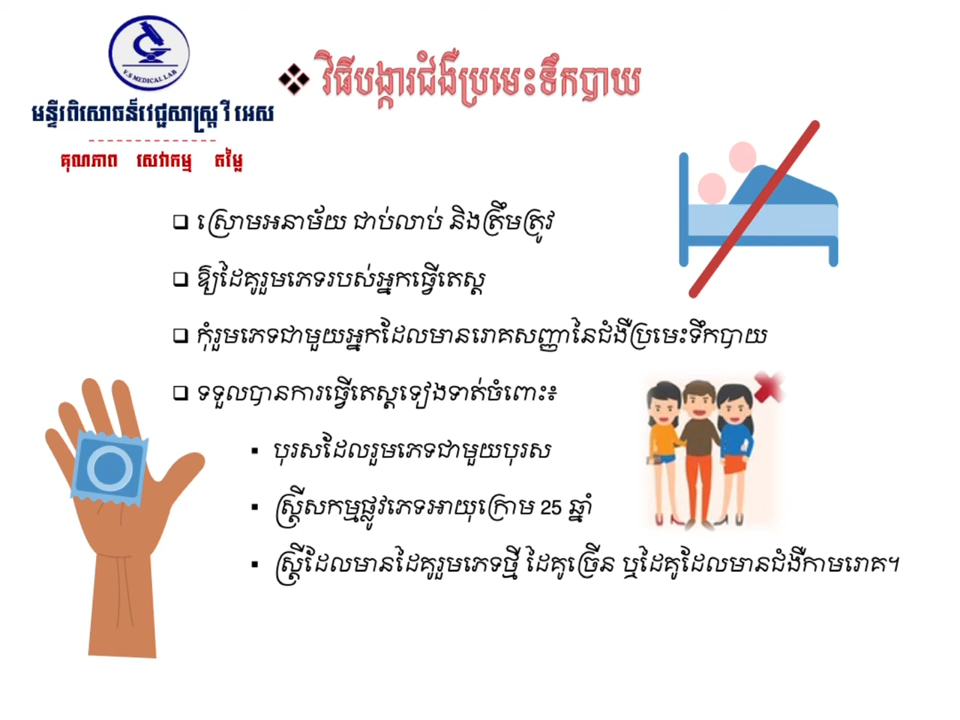 V.S MEDICAL LAB
មន្ទីរពិសោធន៍វេជ្ជសាស្ត្រ វី អេស
គុណភាព សេវាកម្ម តម្លៃ
វិធីបង្ការជំងឺប្រមេះទឹកបាយ
ស្រោមអនាម័យ ជាប់លាប់ និងត្រឹមត្រូវ
ឱ្យដៃគូរួមភេទរបស់អ្នកធ្វើតេស្ត
កុំរួមភេទជាមួយអ្នកដែលមានរោគសញ្ញានៃជំងឺប្រមេះទឹកបាយ
ទទួលបានការធ្វើតេស្តទៀងទាត់ចំពោះ៖
បុរសដែលរួមភេទជាមួយបុរស
ស្ត្រីសកម្មផ្លូវភេទអាយុក្រោម 25 ឆ្នាំ
ស្ត្រីដែលមានដៃគូរួមភេទថ្មី ដៃគូច្រើន ឬដៃគូដែលមានជំងឺកាមរោគ។